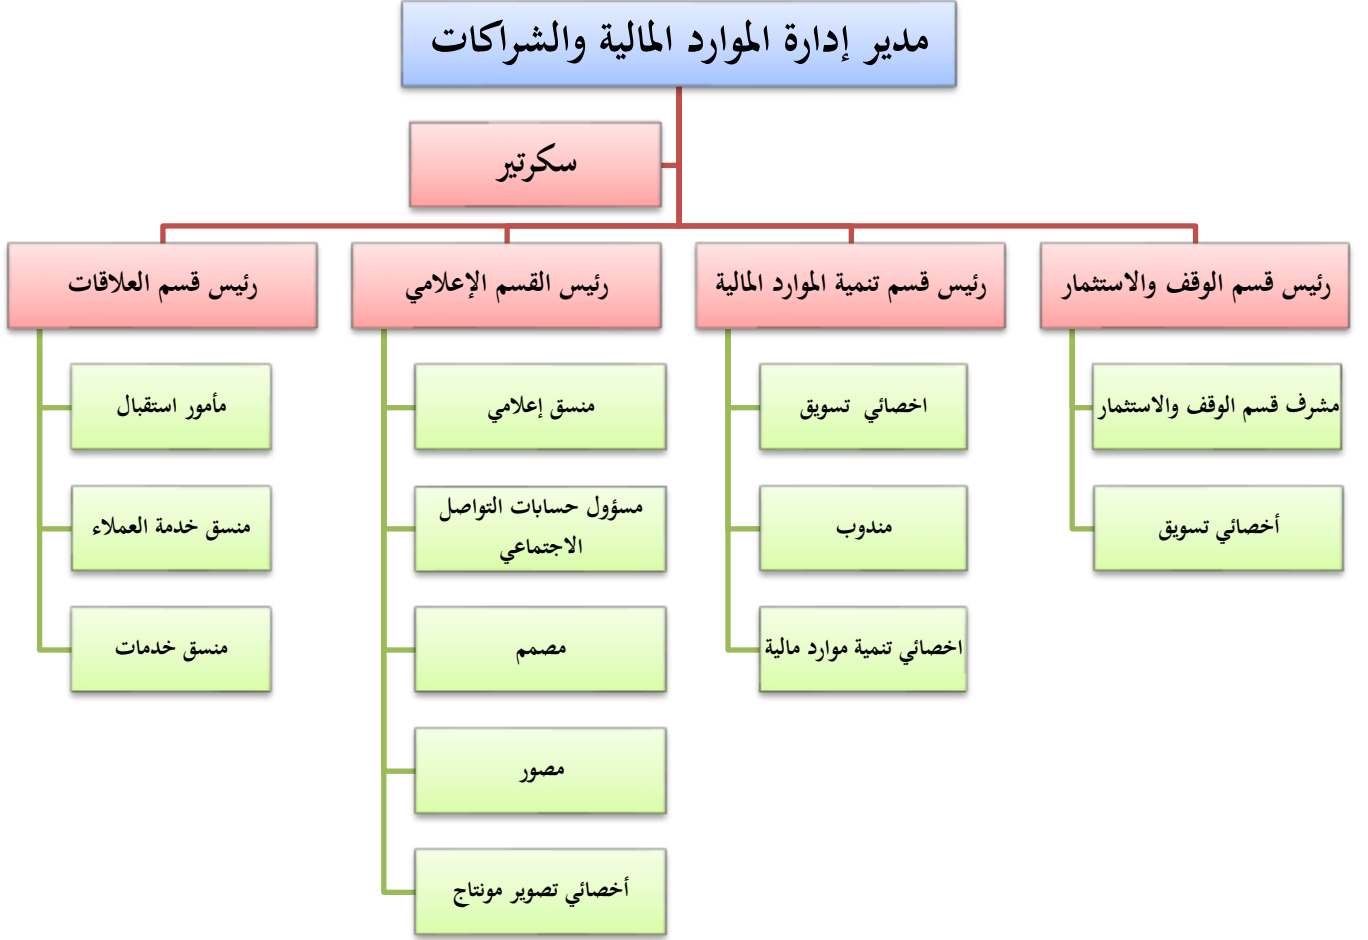 مدير إدارة الموارد المالية والشراكات
سكرتير
رئيس قسم الوقف والاستثمار
رئيس قسم تنمية الموارد المالية
رئيس القسم الإعلامي
رئيس قسم العلاقات
مشرف قسم الوقف والاستثمار
اخصائي تسويق
منسق إعلامي
مأمور استقبال
أخصائي تسويق
مندوب
مسؤول حسابات التواصل
الاجتماعي
منسق خدمة العملاء
اخصائي تنمية موارد مالية
مصمم
منسق خدمات
مصور
أخصائي تصوير مونتاج